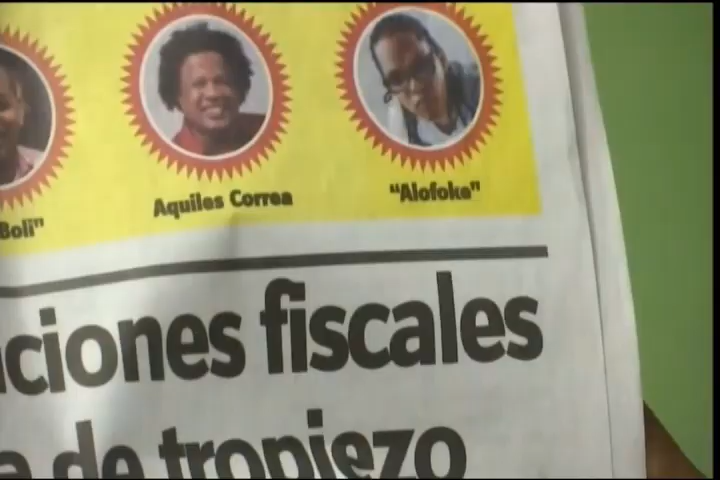 Boli"
Aquiles Correa
"Alofoke"
ciones fiscales
a de tropiezo